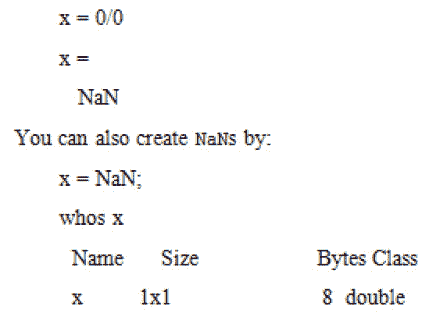 x = 0/0
x =
NaN
You can also create NaNs by:
x = NaN;
whos x
Name Size Bytes Class
x 1x1 8 double